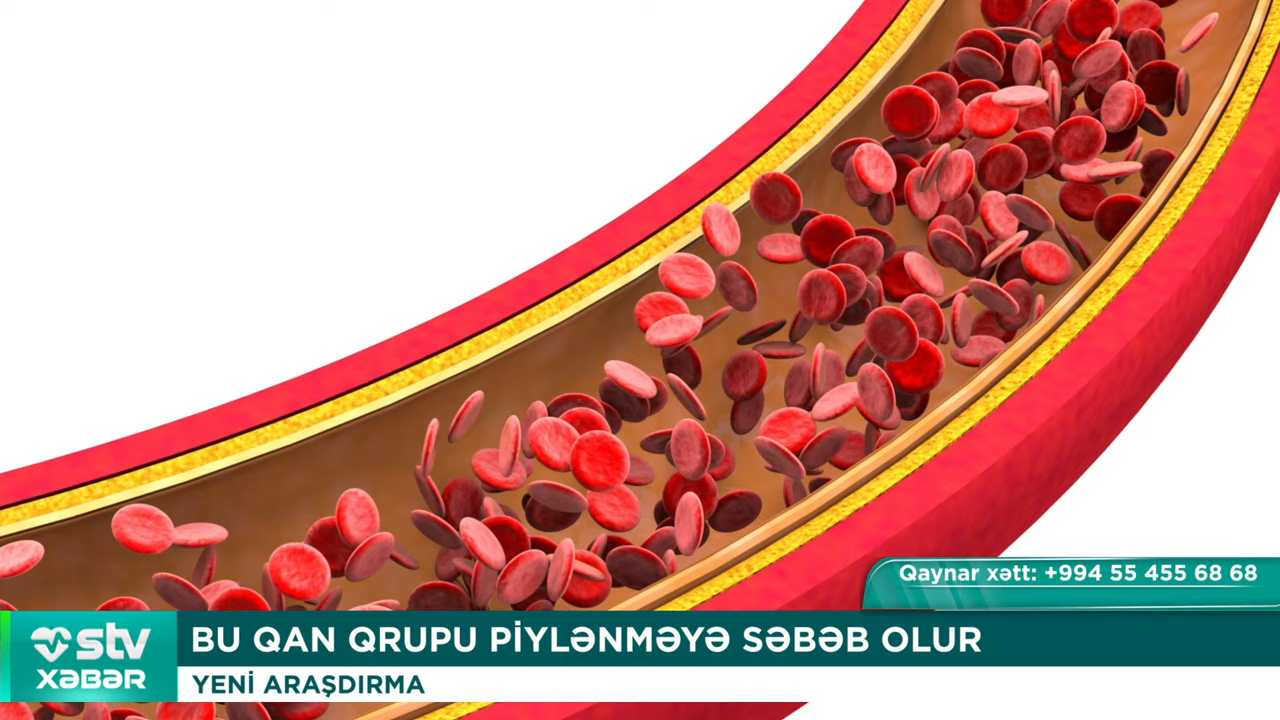 Qaynar xətt: +994 55 455 68 68
stv
XƏBƏR
BU QAN QRUPU PİYLƏNMƏYƏ SƏBƏB OLUR
YENİ ARAŞDIRMA